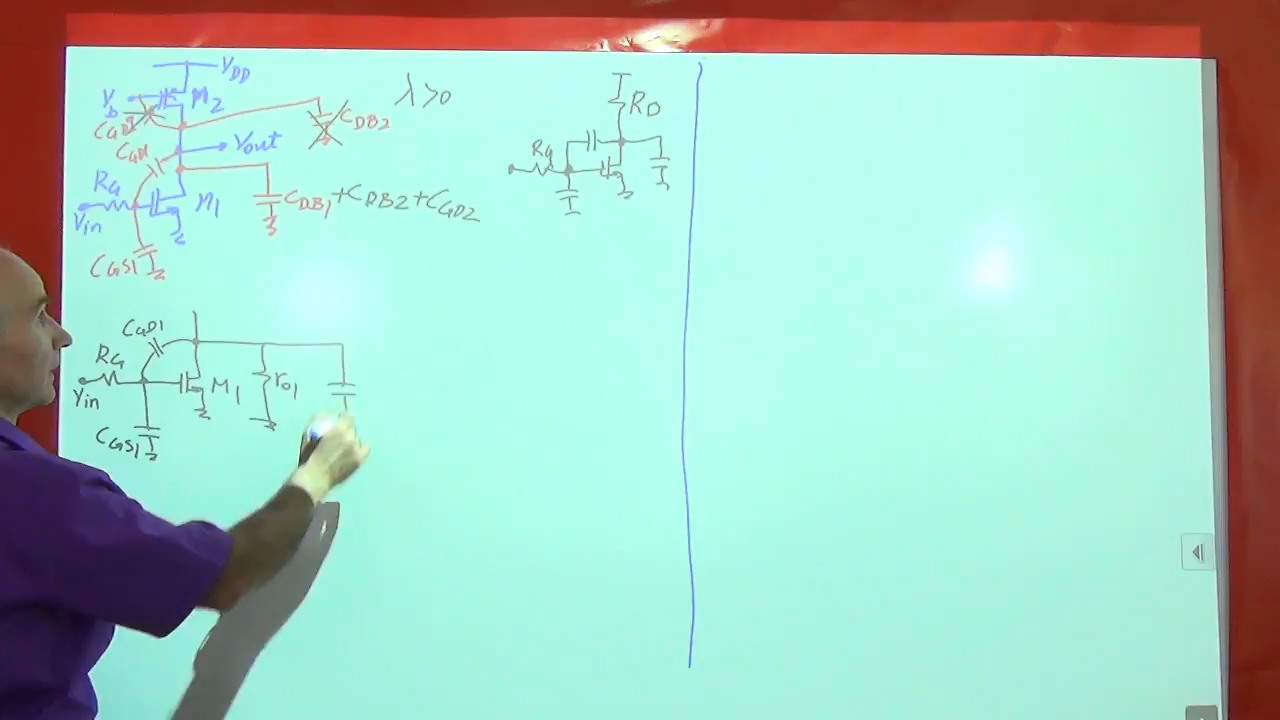 VDD
Vb
M2
λ>0
RD
CGD2
CDB2
CGD1
Vout
RG
RG
M1
CDB1+CDB2+CGD2
Vin
CGS1
CGD1
RG
M1
ro1
Vin
CGS1